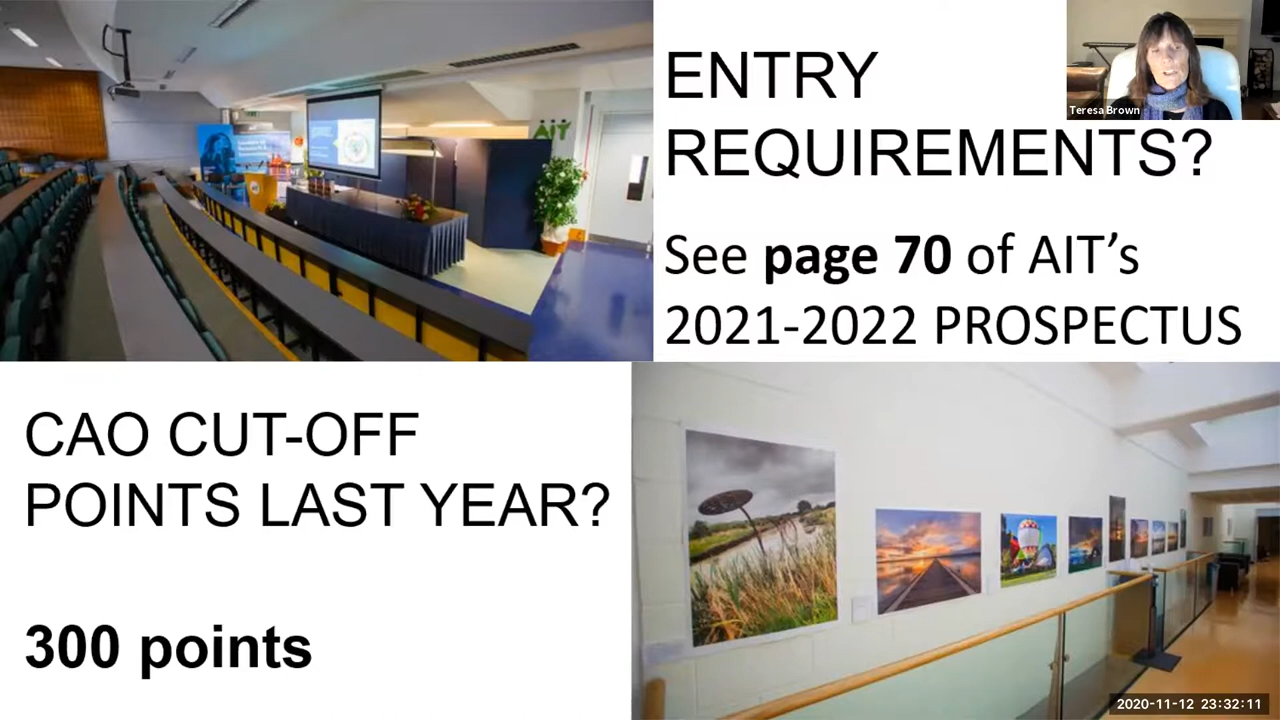 AIT
ENTRY
REQUIREMENTS?
See page 70 of AIT’s
2021-2022 PROSPECTUS
Teresa Brown
CAO CUT-OFF
POINTS LAST YEAR?
300 points
2020-11-12 23:32:11